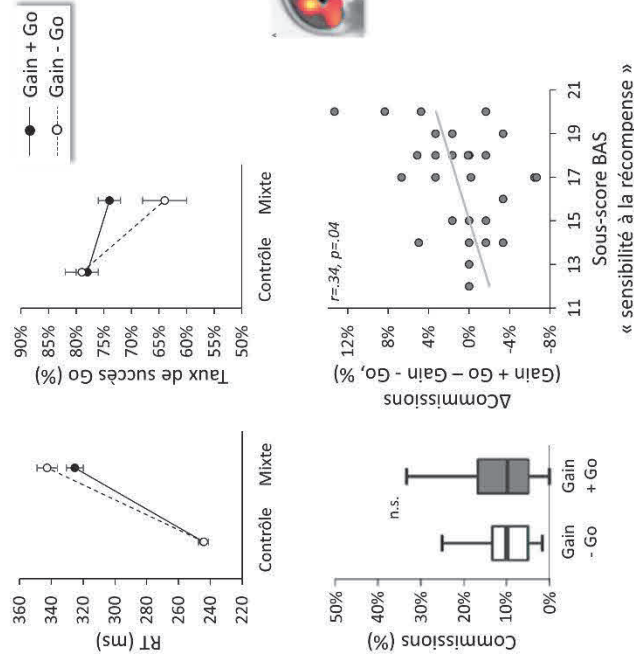 Gain + Go
Gain - Go
RT (ms)
360
340
320
300
280
260
240
220
Contrôle Mixte
Taux de succès Go (%)
90%
85%
80%
75%
70%
65%
60%
55%
50%
Contrôle Mixte
Commissions (%)
50%
40%
30%
20%
10%
0%
n.s.
Gain
- Go
Gain
+ Go
ΔCommissions
(Gain + Go – Gain - Go, %)
12%
8%
4%
0%
-4%
-8%
r=.34, p=.04
11 13 15 17 19 21
Sous-score BAS
« sensibilité à la récompense »